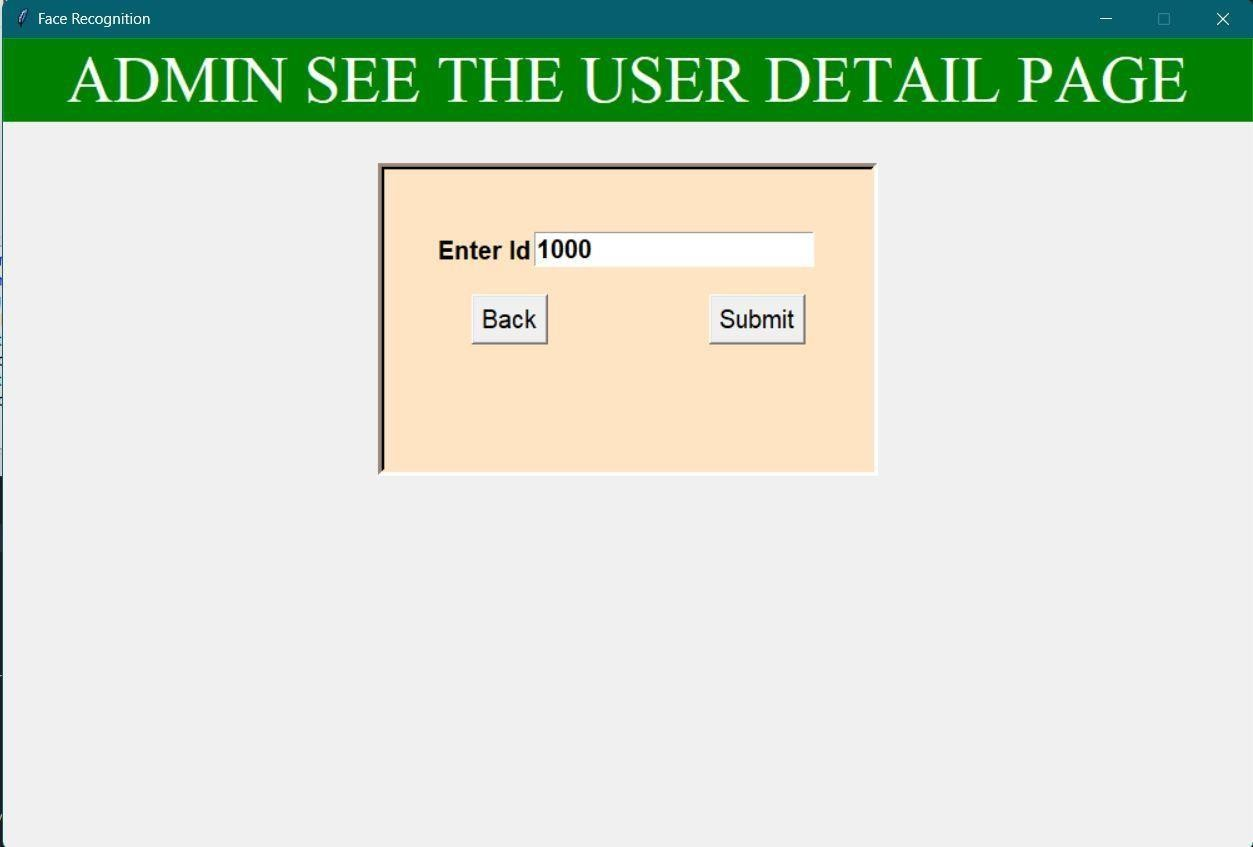 Face Recognition
ADMIN SEE THE USER DETAIL PAGE
Enter Id 1000
Back Submit